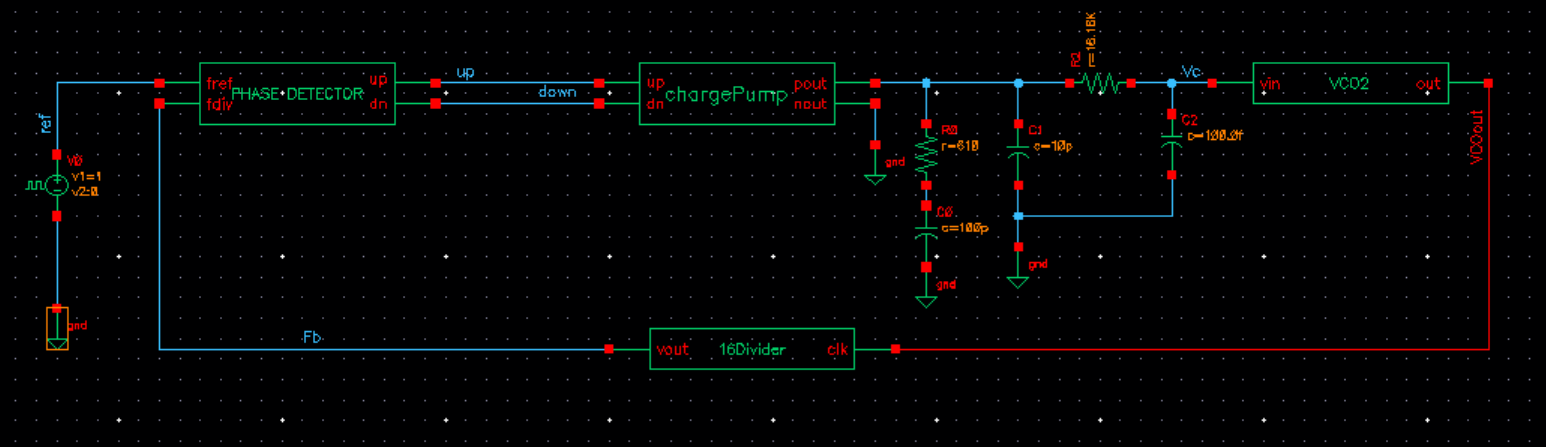 r=16.16K
R1
fref
up
up
up
pout
Vc
vin
VCO2
out
PHASE-DETECTOR
chargePump
fdiv
dn
down
dn
nout
ref
C2
c=100.0f
VCOout
R0
r=610
C1
c=10p
V0
v1=1
v2=0
gnd
C0
c=100p
gnd
gnd
gnd
Fb
vout
16Divider
clk